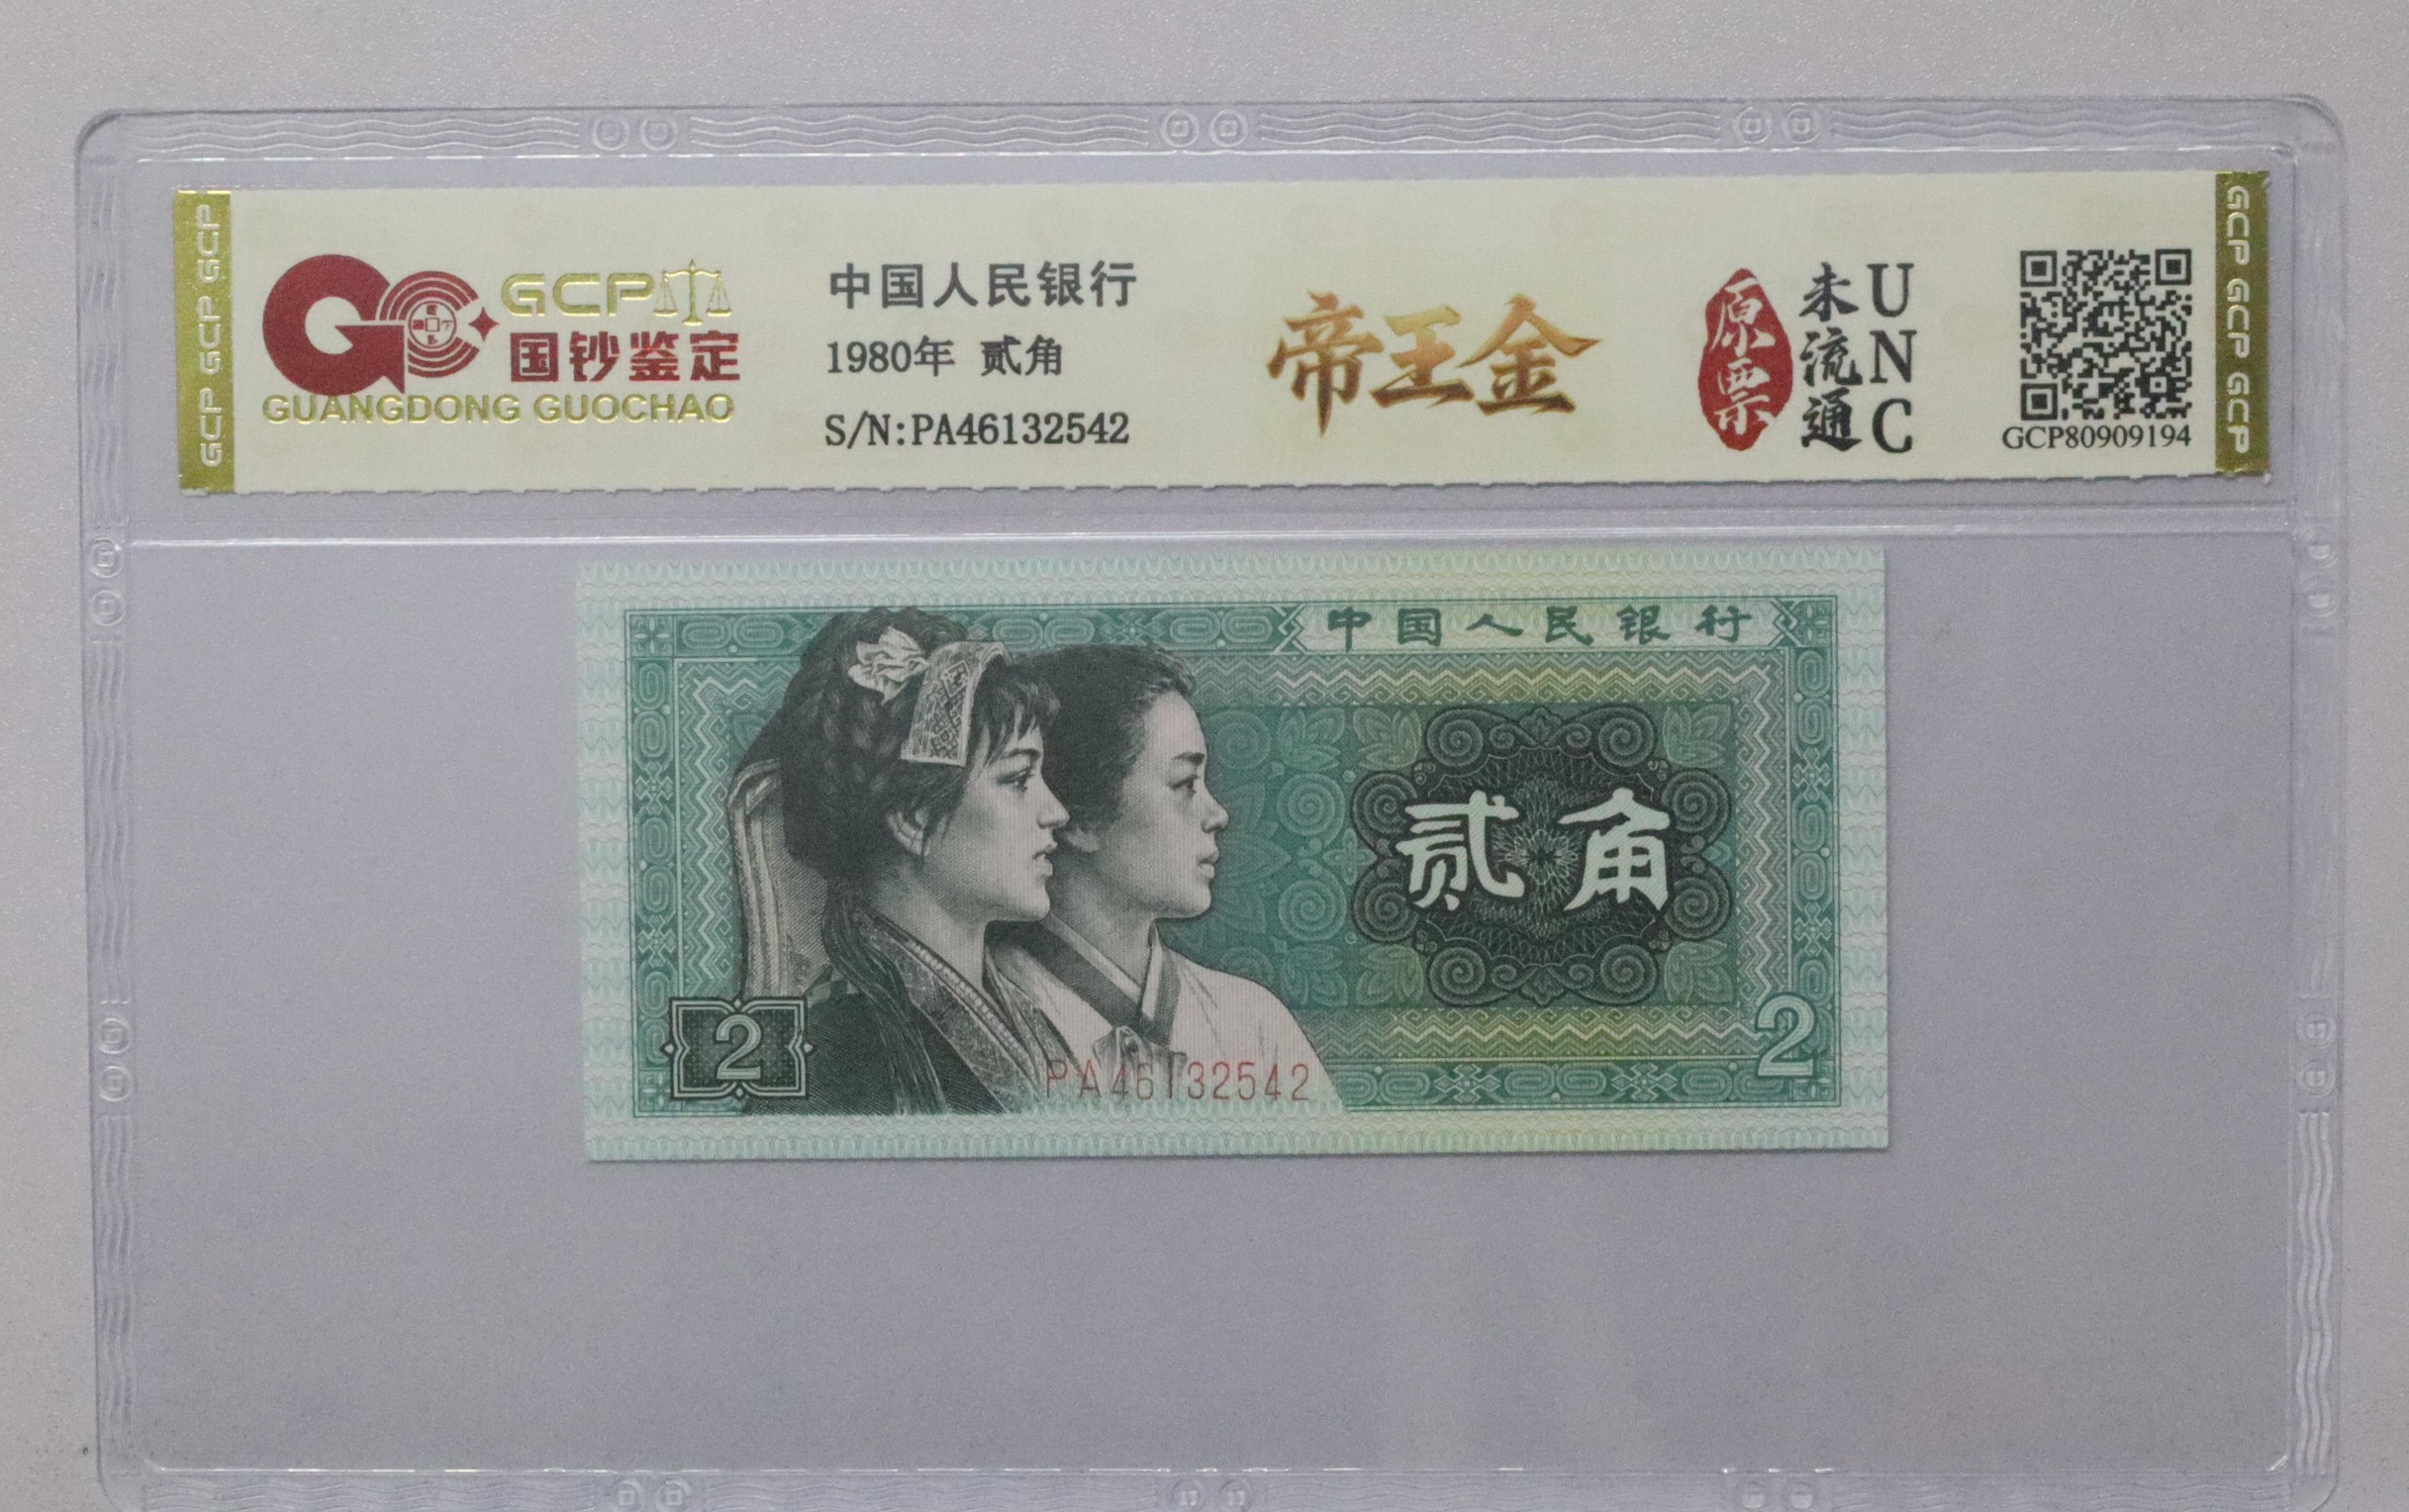 GCP GCP GCP
GCP
国钞鉴定
GUANGDONG GUOCHAO
中国人民银行
1980年 贰角
S/N:PA46132542
帝王金
原票
未流通
UNC
GCP80909194
GCP GCP GCP
中国人民银行
贰角
2
2
PA46132542